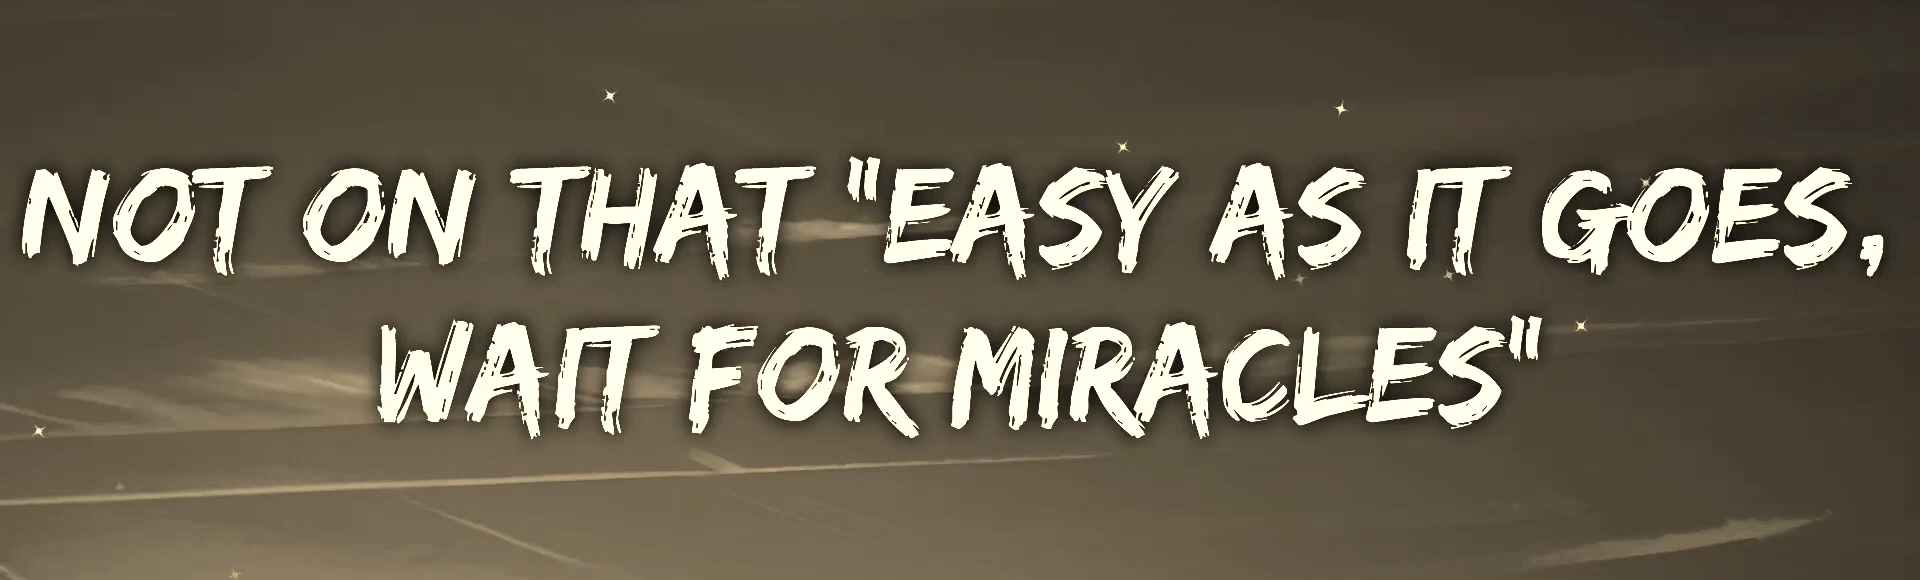 NOT ON THAT "EASY AS IT GOES,
WAIT FOR MIRACLES"